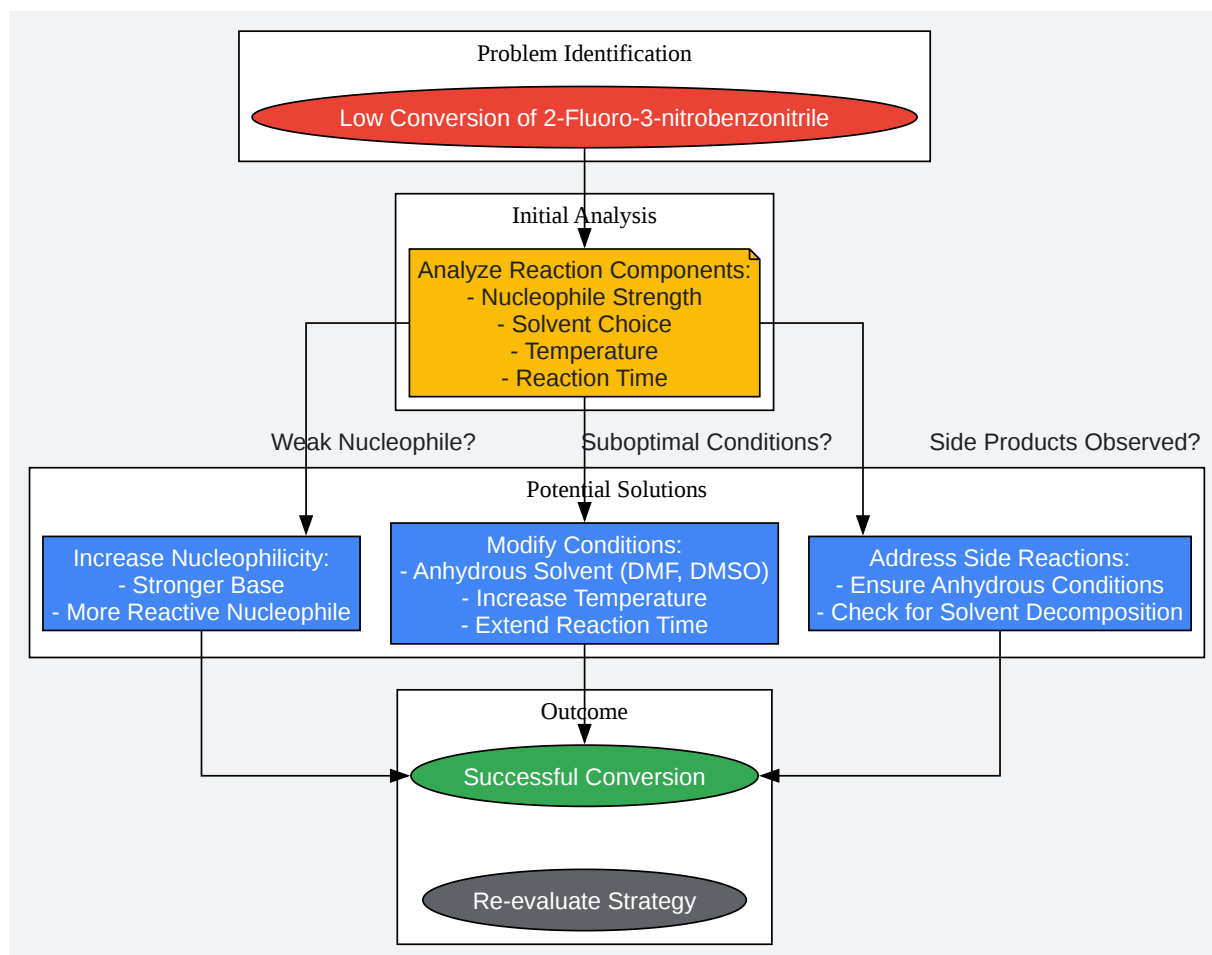 Problem Identification
Low Conversion of 2-Fluoro-3-nitrobenzonitrile
Initial Analysis
Analyze Reaction Components:
- Nucleophile Strength
- Solvent Choice
- Temperature
- Reaction Time
Weak Nucleophile?
Suboptimal Conditions?
Side Products Observed?
Potential Solutions
Increase Nucleophilicity:
- Stronger Base
- More Reactive Nucleophile
Modify Conditions:
- Anhydrous Solvent (DMF, DMSO)
- Increase Temperature
- Extend Reaction Time
Address Side Reactions:
- Ensure Anhydrous Conditions
- Check for Solvent Decomposition
Outcome
Successful Conversion
Re-evaluate Strategy